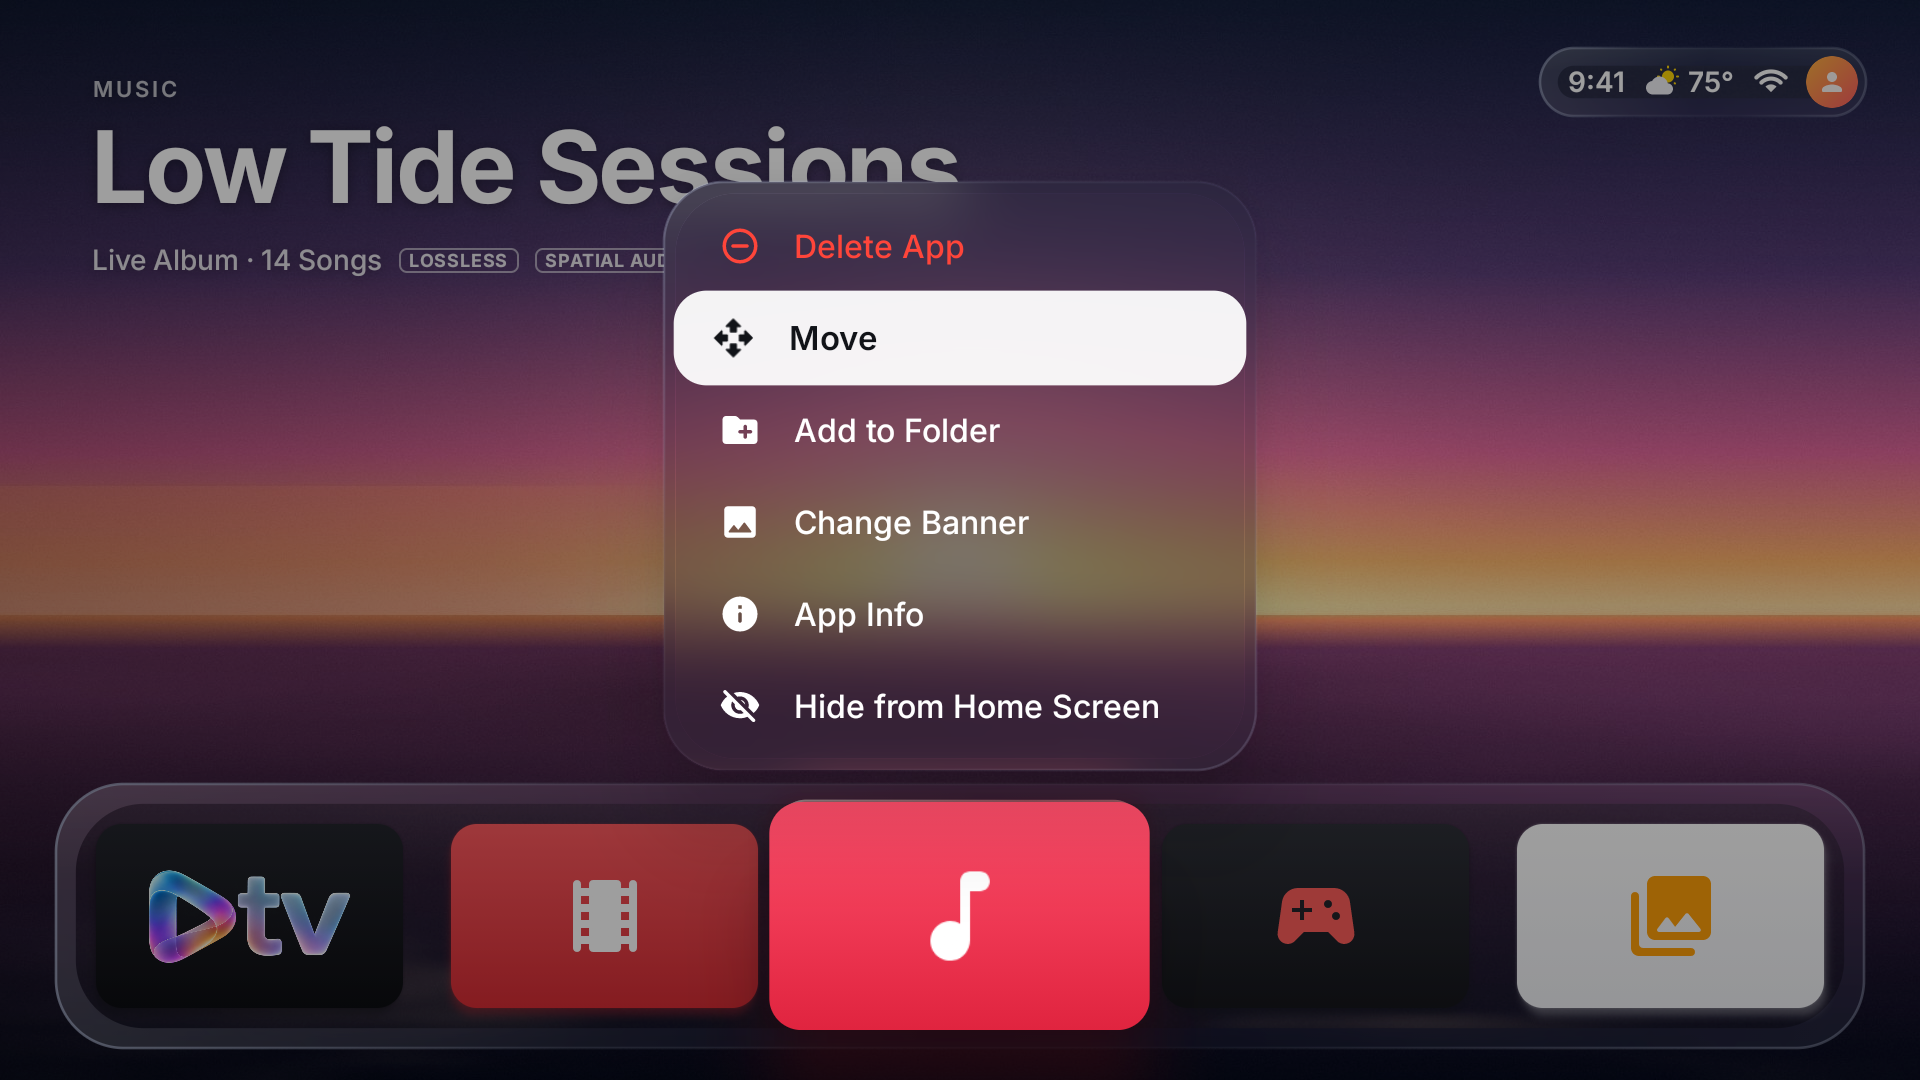 MUSIC
Low Tide Sessions
Live Album · 14 Songs LOSSLESS SPATIAL AUD
9:41 75°
Delete App
Move
Add to Folder
Change Banner
App Info
Hide from Home Screen
tv